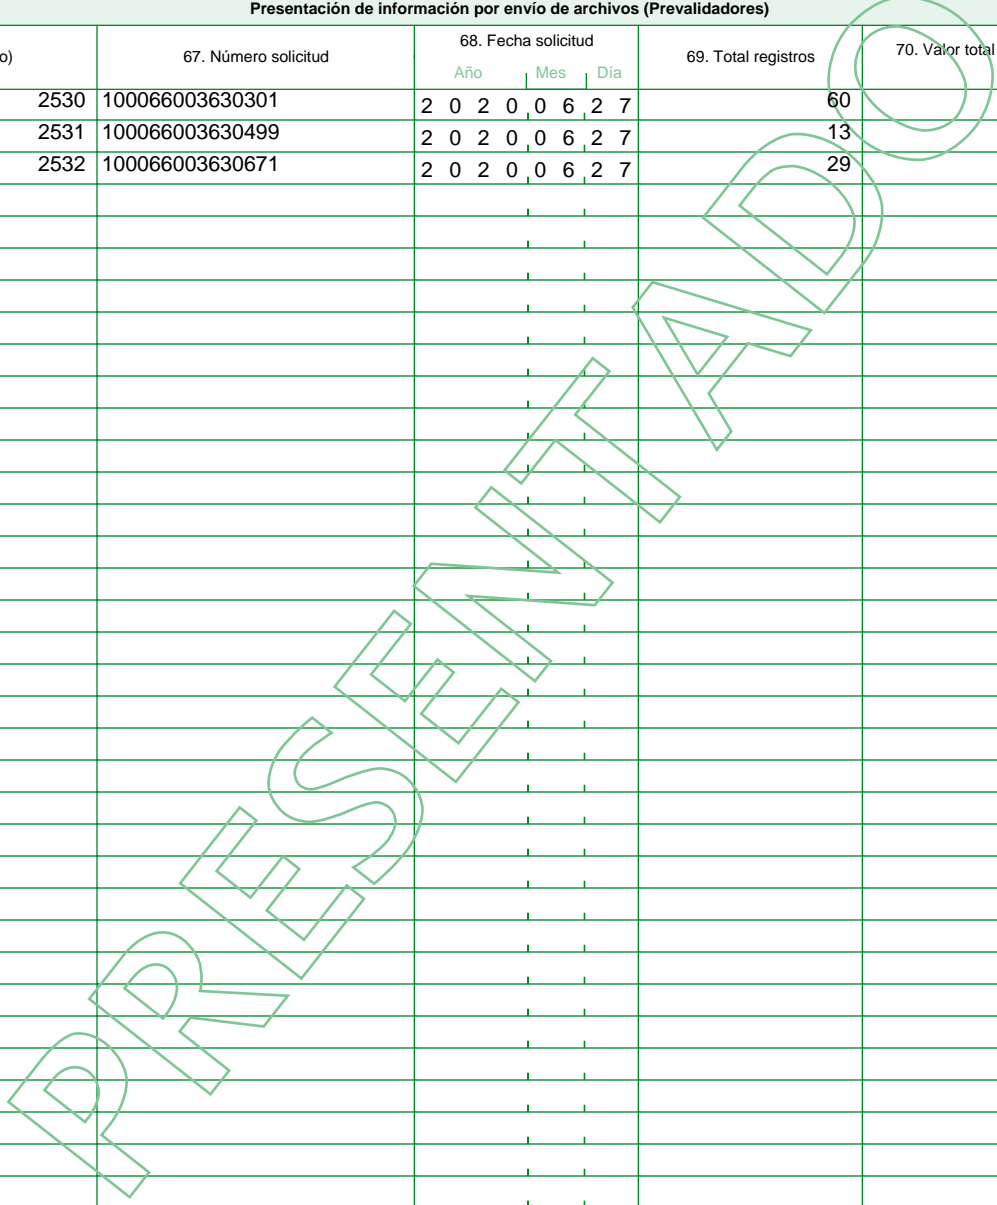 Presentación de información por envío de archivos (Prevalidadores)
o) 67. Número solicitud 68. Fecha solicitud 69. Total registros 70. Valor total
Año Mes Día
2530 100066003630301 2 0 2 0 0 6 2 7 60
2531 100066003630499 2 0 2 0 0 6 2 7 13
2532 100066003630671 2 0 2 0 0 6 2 7 29
PRESENTADO